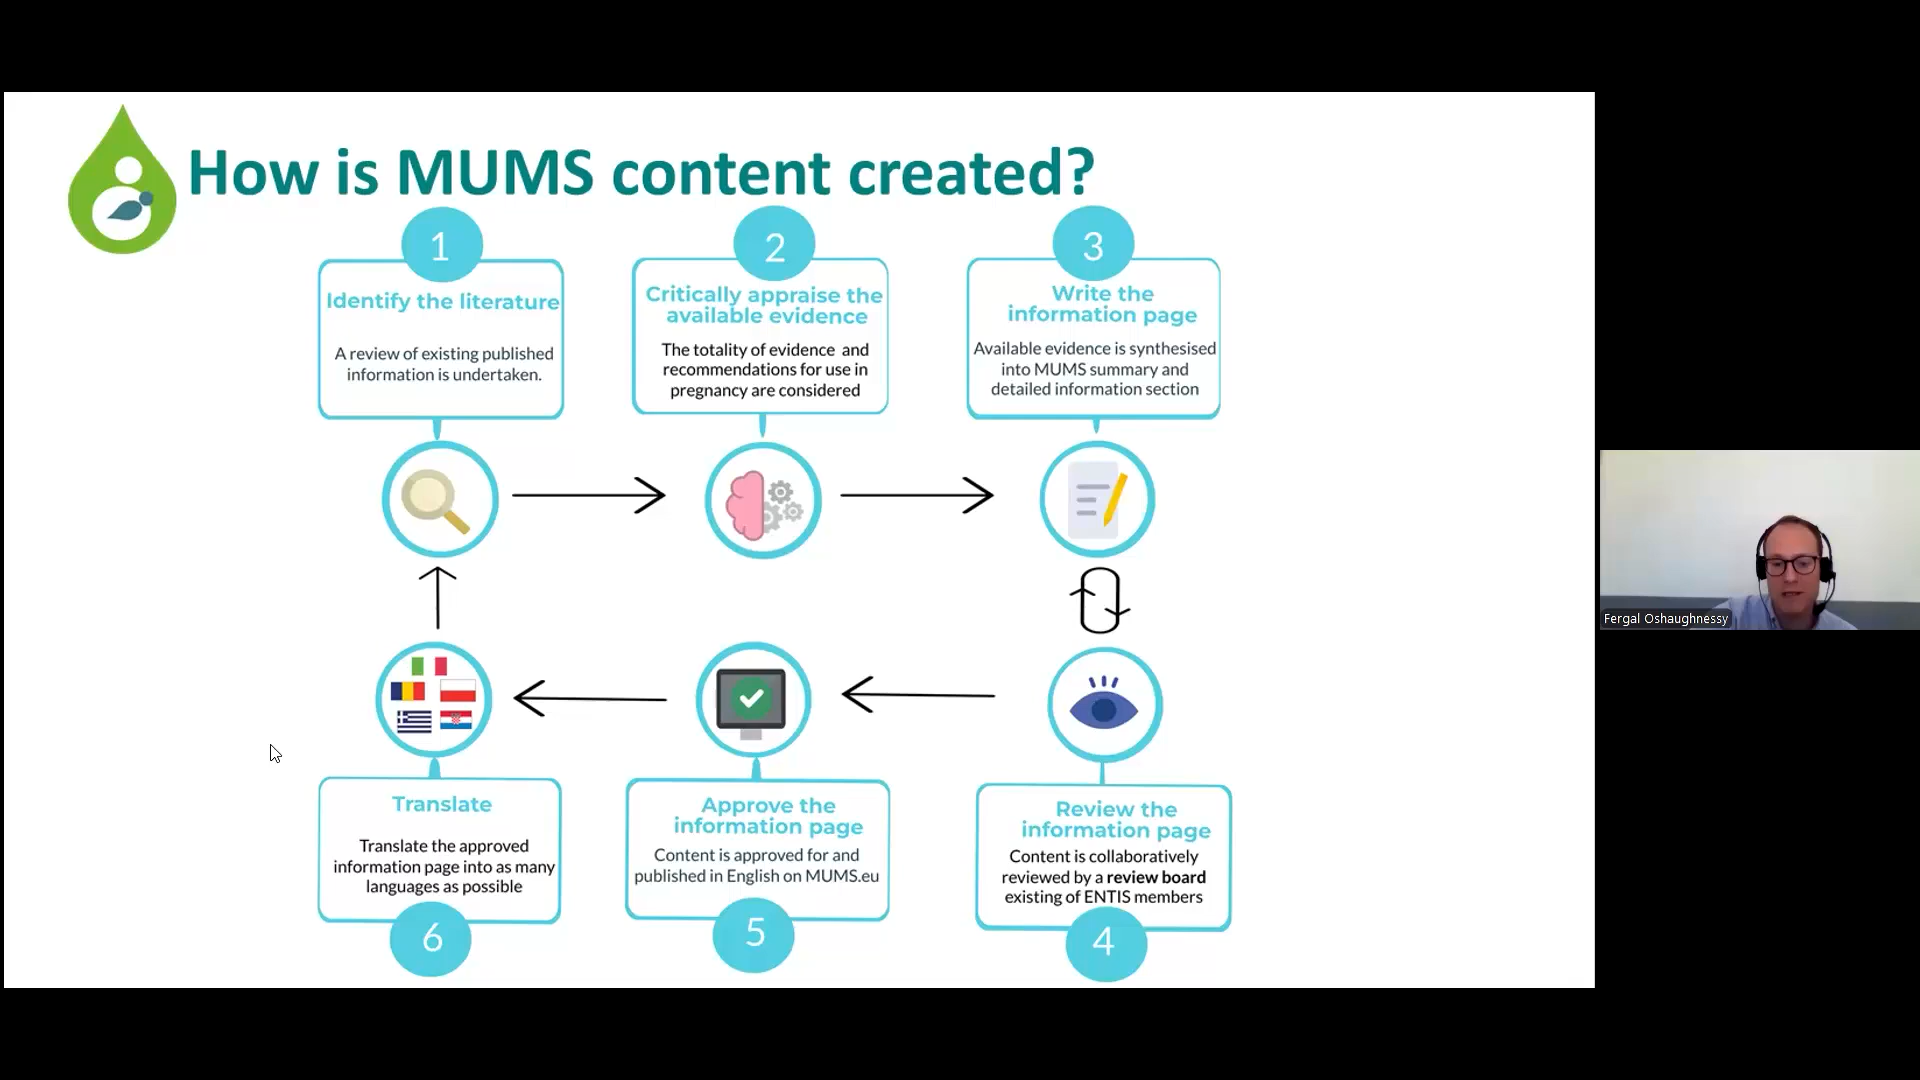 How is MUMS content created?
1
Identify the literature
A review of existing published
information is undertaken.
2
Critically appraise the
available evidence
The totality of evidence and
recommendations for use in
pregnancy are considered
3
Write the
information page
Available evidence is synthesised
into MUMS summary and
detailed information section
Translate
Translate the approved
information page into as many
languages as possible
6
Approve the
information page
Content is approved for and
published in English on MUMS.eu
5
Review the
information page
Content is collaboratively
reviewed by a review board
existing of ENTIS members
4
Fergal Oshaughnessy